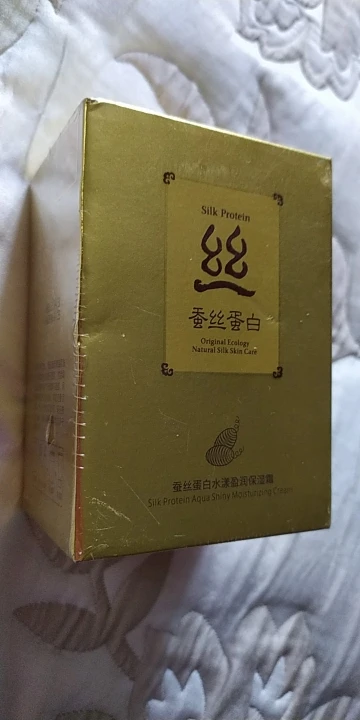 Silk Protein
丝
蚕丝蛋白
Original Ecology
Natural Silk Skin Care
蚕丝蛋白水漾盈润保湿霜
Silk Protein Aqua Shiny Moisturizing Cream